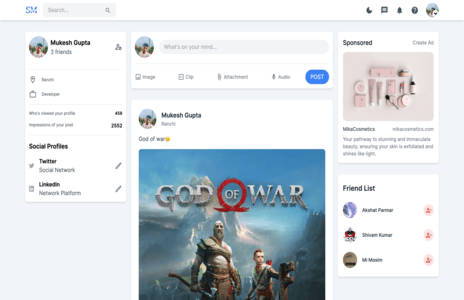 SM
Search...
Mukesh Gupta
3 friends
Ranchi
Developer
Who's viewed your profile 458
Impressions of your post 2552
Social Profiles
Twitter
Social Network
LinkedIn
Network Platform
What's on your mind...
Image Clip Attachment Audio POST
Mukesh Gupta
Ranchi
God of war
GOD OF WAR
Sponsored Create Ad
MikaCosmetics mikacosmetics.com
Your pathway to stunning and immaculate
beauty, ensuring your skin is exfoliated and
shines like light.
Friend List
Akshat Parmar
Shivam Kumar
Mi Mosim